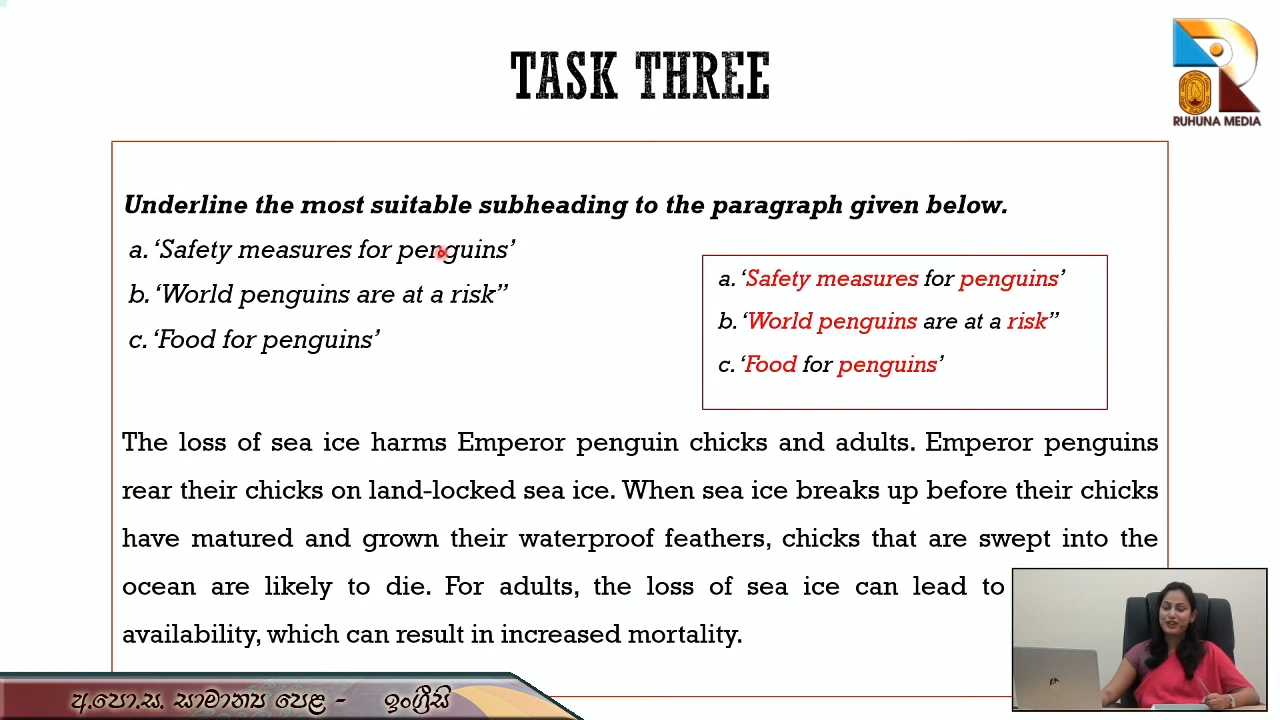 TASK THREE
RUHUNA MEDIA
Underline the most suitable subheading to the paragraph given below.
a. ‘Safety measures for penguins’
b. ‘World penguins are at a risk”
c. ‘Food for penguins’
a. ‘Safety measures for penguins’
b. ‘World penguins are at a risk”
c. ‘Food for penguins’
The loss of sea ice harms Emperor penguin chicks and adults. Emperor penguins
rear their chicks on land-locked sea ice. When sea ice breaks up before their chicks
have matured and grown their waterproof feathers, chicks that are swept into the
ocean are likely to die. For adults, the loss of sea ice can lead to
availability, which can result in increased mortality.
අ.පො.ස. සාමාන්‍ය පෙළ - ඉංග්‍රීසි